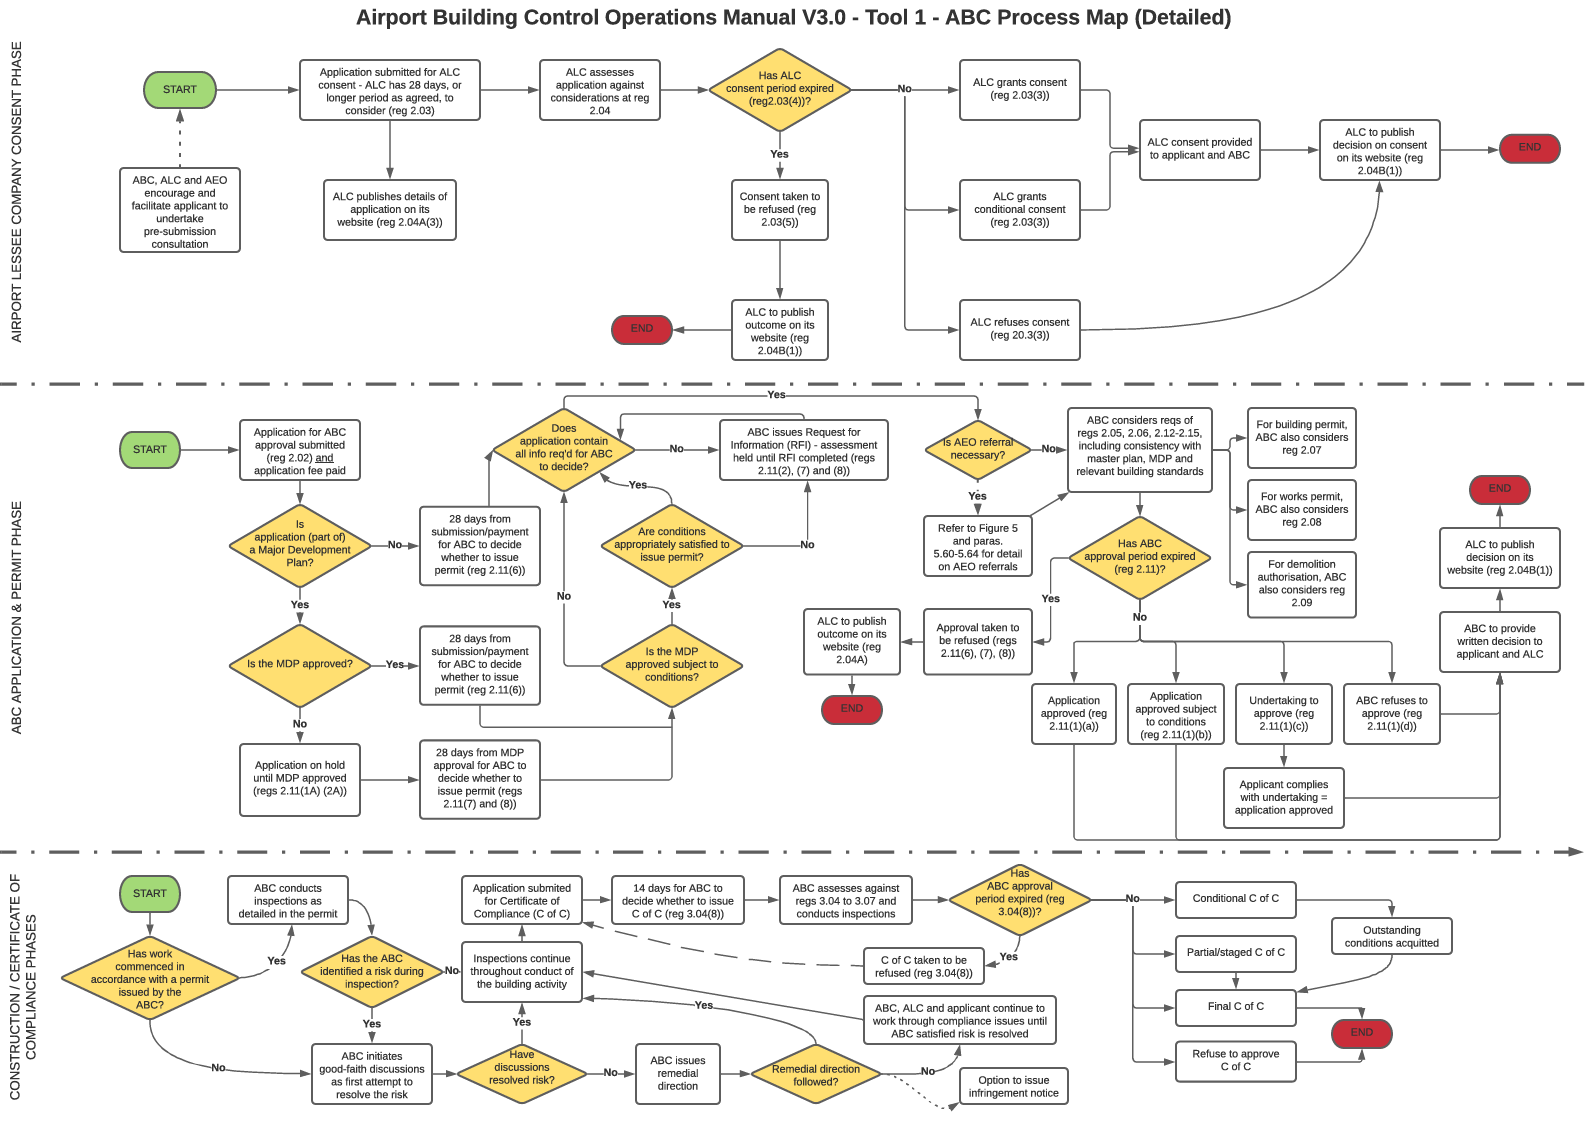 Airport Building Control Operations Manual V3.0 - Tool 1 - ABC Process Map (Detailed)
AIRPORT LESSEE COMPANY CONSENT PHASE
START
ABC, ALC and AEO
encourage and
facilitate applicant to
undertake
pre-submission
consultation
Application submitted for ALC
consent - ALC has 28 days, or
longer period as agreed, to
consider (reg 2.03)
ALC publishes details of
application on its
website (reg 2.04A(3))
ALC assesses
application against
considerations at reg
2.04
Has ALC
consent period expired
(reg2.03(4))?
Yes
Consent taken to
be refused (reg
2.03(5))
ALC to publish
outcome on its
website (reg
2.04B(1))
END
No
ALC grants consent
(reg 2.03(3))
ALC grants
conditional consent
(reg 2.03(3))
ALC refuses consent
(reg 20.3(3))
ALC consent provided
to applicant and ABC
ALC to publish
decision on consent
on its website (reg
2.04B(1))
END
ABC APPLICATION & PERMIT PHASE
START
Application for ABC
approval submitted
(reg 2.02) and
application fee paid
Is
application (part of)
a Major Development
Plan?
No
28 days from
submission/payment
for ABC to decide
whether to issue
permit (reg 2.11(6))
Yes
Is the MDP approved?
Yes
28 days from
submission/payment
for ABC to decide
whether to issue
permit (reg 2.11(6))
No
Application on hold
until MDP approved
(regs 2.11(1A) (2A))
28 days from MDP
approval for ABC to
decide whether to
issue permit (regs
2.11(7) and (8))
Is the MDP
approved subject to
conditions?
No
Yes
Are conditions
appropriately satisfied to
issue permit?
Yes
No
Does
application contain
all info req'd for ABC
to decide?
No
ABC issues Request for
Information (RFI) - assessment
held until RFI completed (regs
2.11(2), (7) and (8))
Yes
Is AEO referral
necessary?
No
Yes
Refer to Figure 5
and paras.
5.60-5.64 for detail
on AEO referrals
ABC considers reqs of
regs 2.05, 2.06, 2.12-2.15,
including consistency with
master plan, MDP and
relevant building standards
For building permit,
ABC also considers
reg 2.07
For works permit,
ABC also considers
reg 2.08
For demolition
authorisation, ABC
also considers reg
2.09
Has ABC
approval period expired
(reg 2.11)?
Yes
Approval taken to
be refused (regs
2.11(6), (7), (8))
ALC to publish
outcome on its
website (reg
2.04A)
END
No
Application
approved (reg
2.11(1)(a))
Application
approved subject
to conditions
(reg 2.11(1)(b))
Undertaking to
approve (reg
2.11(1)(c))
ABC refuses to
approve (reg
2.11(1)(d))
Applicant complies
with undertaking =
application approved
ABC to provide
written decision to
applicant and ALC
ALC to publish
decision on its
website (reg 2.04B(1))
END
CONSTRUCTION / CERTIFICATE OF
COMPLIANCE PHASES
START
Has work
commenced in
accordance with a permit
issued by the
ABC?
Yes
ABC conducts
inspections as
detailed in the permit
No
Has the ABC
identified a risk during
inspection?
No
Yes
ABC initiates
good-faith discussions
as first attempt to
resolve the risk
Have
discussions
resolved risk?
Yes
Inspections continue
throughout conduct of
the building activity
No
ABC issues
remedial
direction
Remedial direction
followed?
Yes
No
ABC, ALC and applicant continue to
work through compliance issues until
ABC satisfied risk is resolved
Option to issue
infringement notice
Application submited
for Certificate of
Compliance (C of C)
14 days for ABC to
decide whether to issue
C of C (reg 3.04(8))
ABC assesses against
regs 3.04 to 3.07 and
conducts inspections
Has
ABC approval
period expired (reg
3.04(8))?
Yes
C of C taken to be
refused (reg 3.04(8))
No
Conditional C of C
Outstanding
conditions acquitted
Partial/staged C of C
Final C of C
Refuse to approve
C of C
END